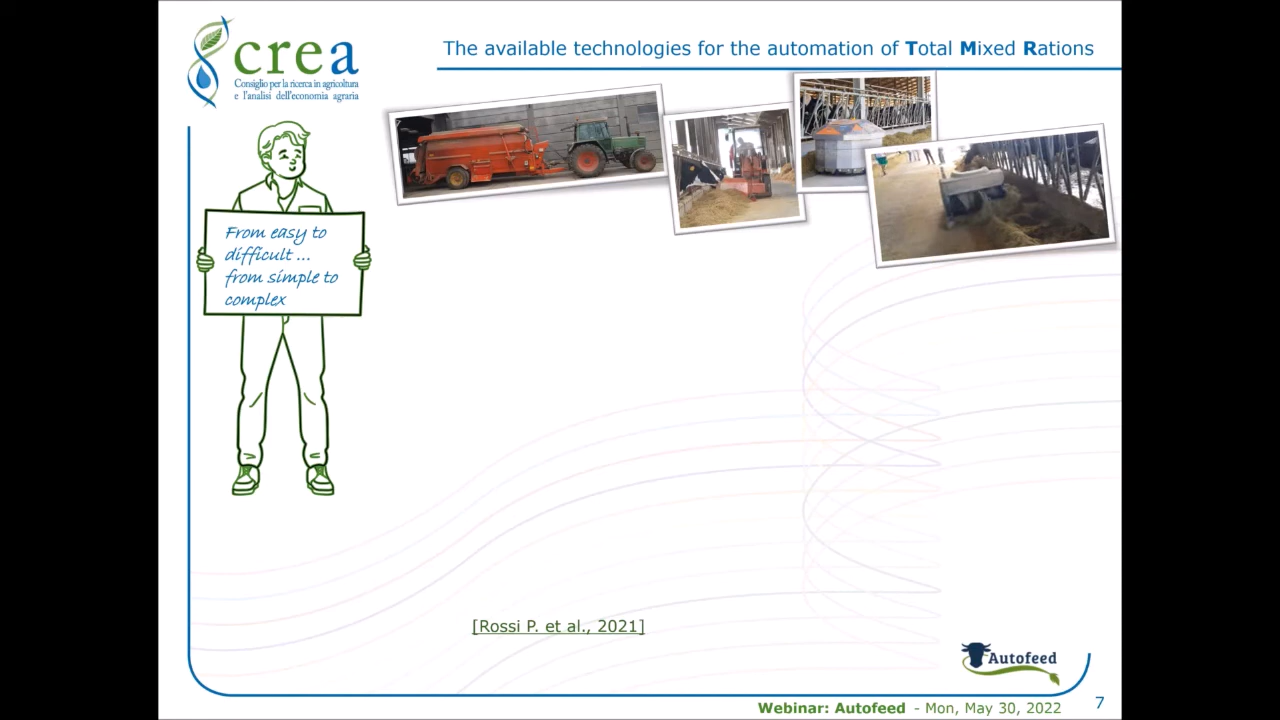 crea
Consiglio per la ricerca in agricoltura
e l'analisi dell'economia agraria
The available technologies for the automation of Total Mixed Rations
From easy to
difficult ...
from simple to
complex
[Rossi P. et al., 2021]
Autofeed
Webinar: Autofeed - Mon, May 30, 2022
7